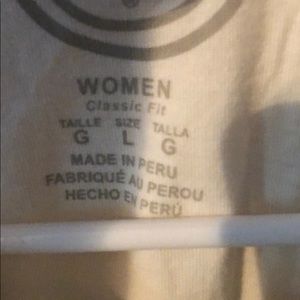 WOMEN
Classic Fit
TAILLE SIZE TALLA
G L G
MADE IN PERU
FABRIQUÉ AU PEROU
HECHO EN PERÚ